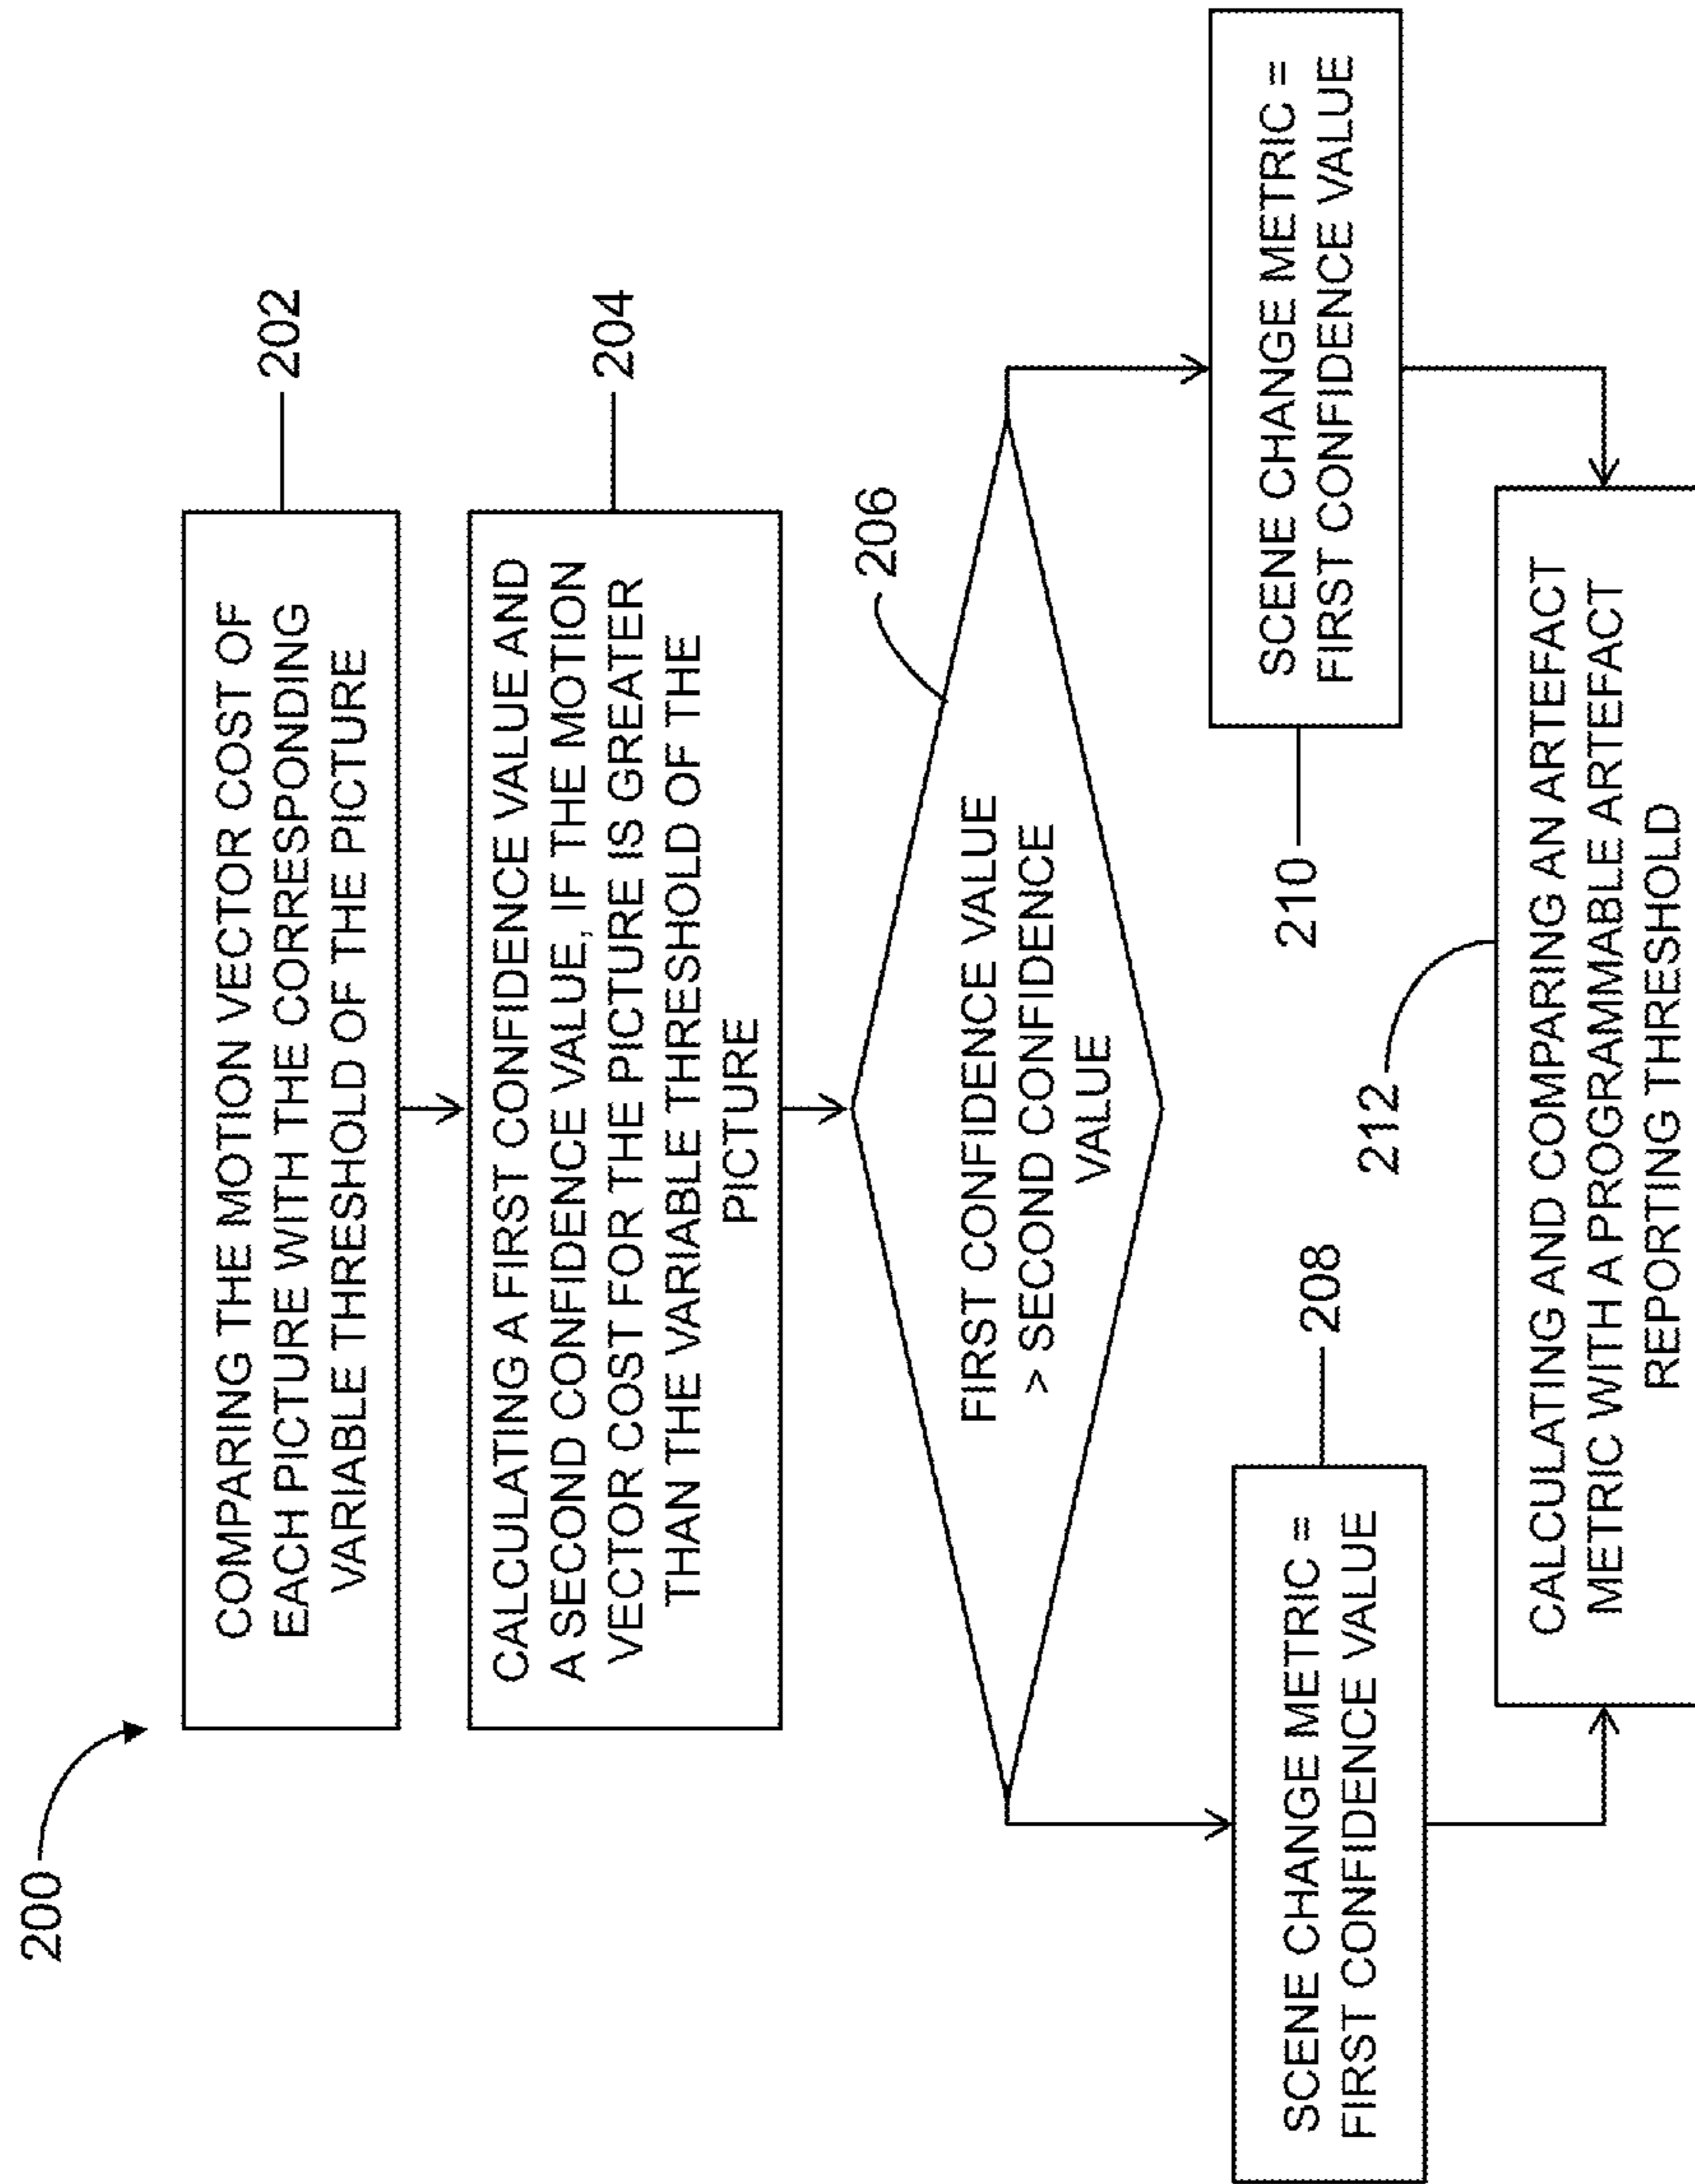 200
COMPARING THE MOTION VECTOR COST OF
EACH PICTURE WITH THE CORRESPONDING
VARIABLE THRESHOLD OF THE PICTURE
202
CALCULATING A FIRST CONFIDENCE VALUE AND
A SECOND CONFIDENCE VALUE, IF THE MOTION
VECTOR COST FOR THE PICTURE IS GREATER
THAN THE VARIABLE THRESHOLD OF THE
PICTURE
204
206
FIRST CONFIDENCE VALUE
> SECOND CONFIDENCE
VALUE
208
SCENE CHANGE METRIC =
FIRST CONFIDENCE VALUE
210
SCENE CHANGE METRIC =
FIRST CONFIDENCE VALUE
212
CALCULATING AND COMPARING AN ARTEFACT
METRIC WITH A PROGRAMMABLE ARTEFACT
REPORTING THRESHOLD